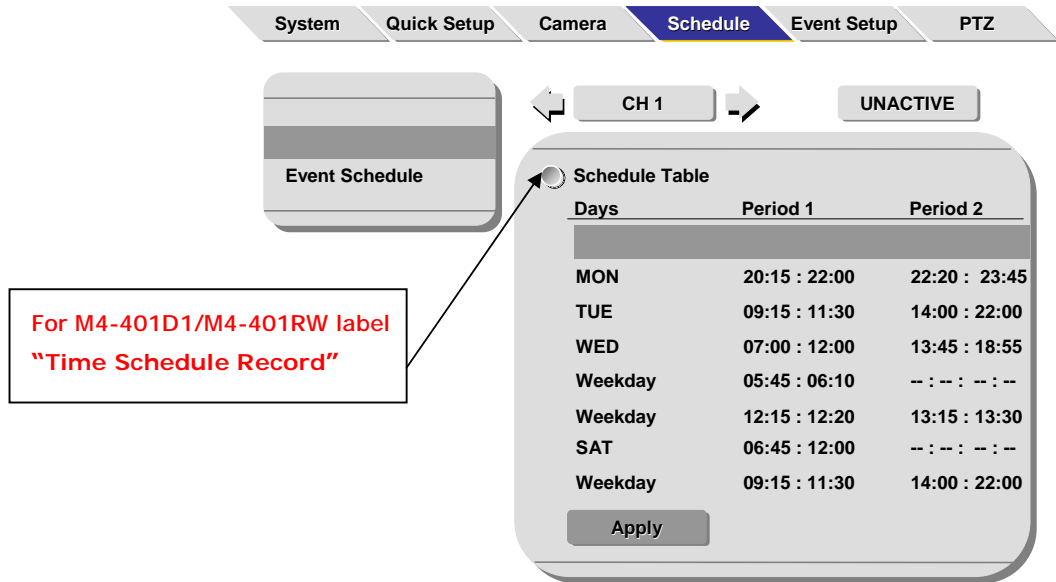 System Quick Setup Camera Schedule Event Setup PTZ
CH 1 UNACTIVE
Event Schedule
Schedule Table
Days Period 1 Period 2
MON 20:15 : 22:00 22:20 : 23:45
TUE 09:15 : 11:30 14:00 : 22:00
WED 07:00 : 12:00 13:45 : 18:55
Weekday 05:45 : 06:10 -- : -- : -- : --
Weekday 12:15 : 12:20 13:15 : 13:30
SAT 06:45 : 12:00 -- : -- : -- : --
Weekday 09:15 : 11:30 14:00 : 22:00
Apply
For M4-401D1/M4-401RW label
“Time Schedule Record”